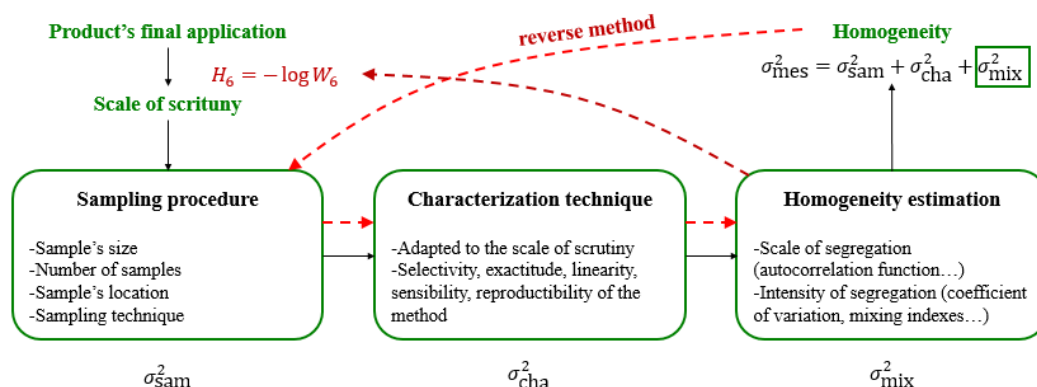 Product's final application
reverse method
Homogeneity
H₆ = −log W₆
σ²mes = σ²sam + σ²cha + σ²mix
Scale of scrituny
Sampling procedure
-Sample's size
-Number of samples
-Sample's location
-Sampling technique
Characterization technique
-Adapted to the scale of scrutiny
-Selectivity, exactitude, linearity,
sensibility, reproductibility of the
method
Homogeneity estimation
-Scale of segregation
(autocorrelation function…)
-Intensity of segregation (coefficient
of variation, mixing indexes…)
σ²sam
σ²cha
σ²mix